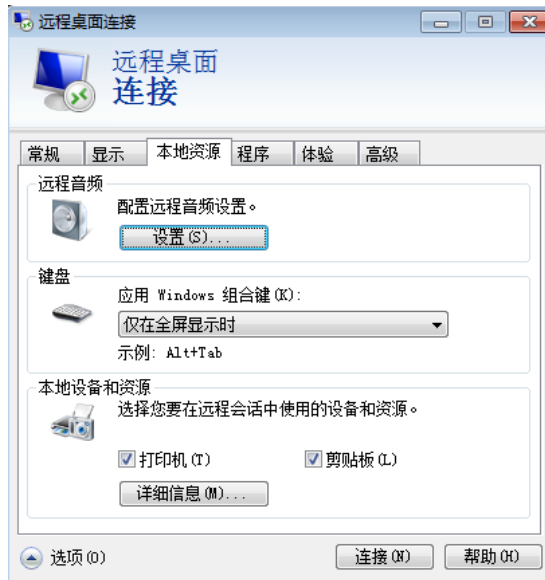 远程桌面连接
远程桌面
连接
常规 显示 本地资源 程序 体验 高级
远程音频
配置远程音频设置。
设置(S)...
键盘
应用 Windows 组合键(K):
仅在全屏显示时
示例: Alt+Tab
本地设备和资源
选择您要在远程会话中使用的设备和资源。
打印机(T) 剪贴板(L)
详细信息(M)...
选项(O) 连接(N) 帮助(H)